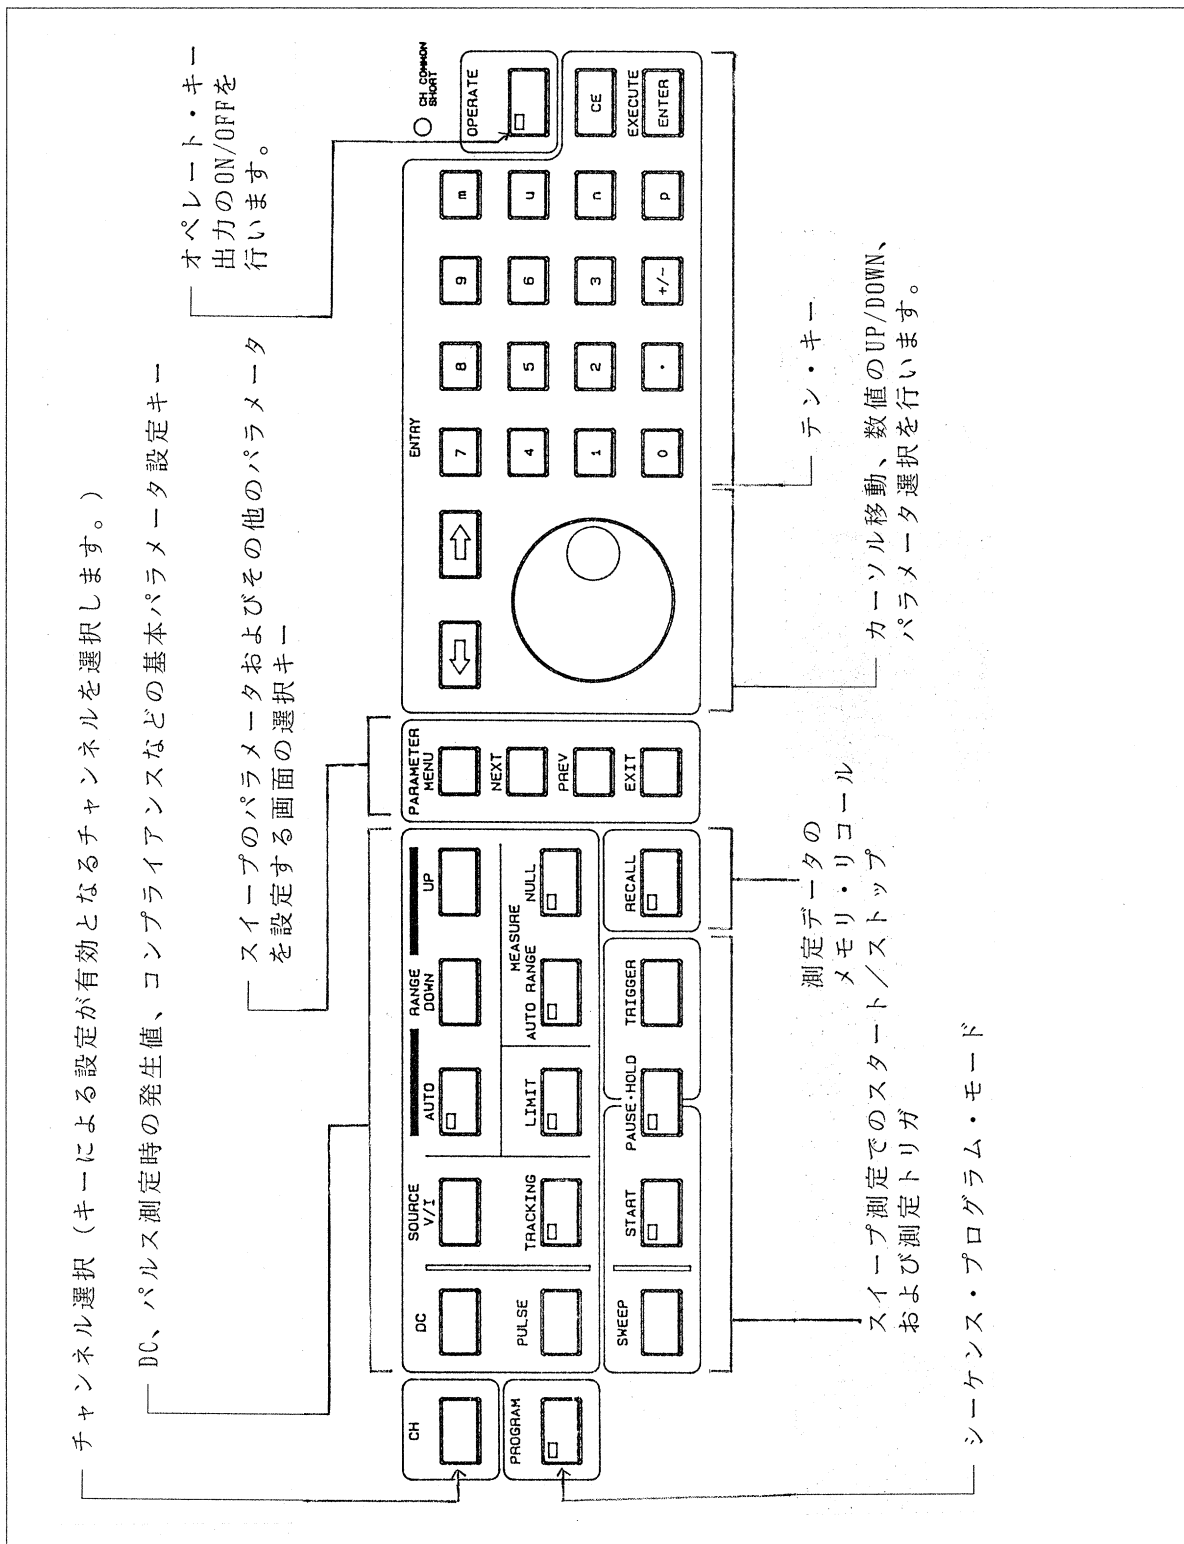 チャンネル選択（キーによる設定が有効となるチャンネルを選択します。）
DC、パルス測定時の発生値、コンプライアンスなどの基本パラメータ設定キー
スイープのパラメータおよびその他のパラメータ
を設定する画面の選択キー
オペレート・キー
出力のON/OFFを
行います。
CH
PROGRAM
DC
PULSE
SWEEP
SOURCE
V/I
TRACKING
START
AUTO
RANGE
DOWN
UP
LIMIT
MEASURE
AUTO RANGE
NULL
PAUSE・HOLD
TRIGGER
RECALL
PARAMETER
MENU
NEXT
PREV
EXIT
ENTRY
7
8
9
m
4
5
6
u
1
2
3
n
0
.
+/-
p
CH COMMON
SHORT
OPERATE
CE
EXECUTE
ENTER
テン・キー
カーソル移動、数値のUP/DOWN、
パラメータ選択を行います。
測定データの
メモリ・リコール
スイープ測定でのスタート／ストップ
および測定トリガ
シーケンス・プログラム・モード